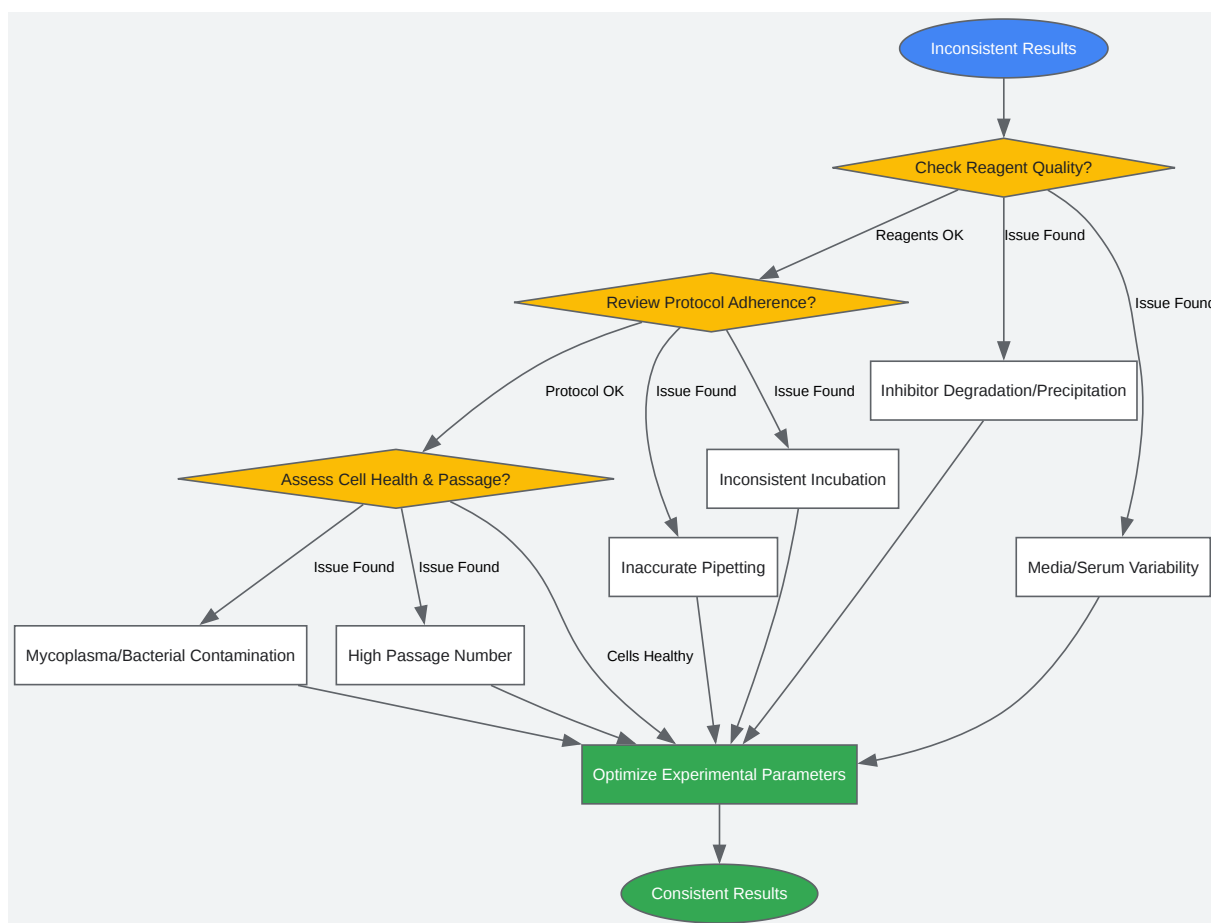 Inconsistent Results
Check Reagent Quality?
Reagents OK
Issue Found
Issue Found
Review Protocol Adherence?
Protocol OK
Issue Found
Issue Found
Inhibitor Degradation/Precipitation
Assess Cell Health & Passage?
Inconsistent Incubation
Issue Found
Issue Found
Inaccurate Pipetting
Media/Serum Variability
Mycoplasma/Bacterial Contamination
High Passage Number
Cells Healthy
Optimize Experimental Parameters
Consistent Results